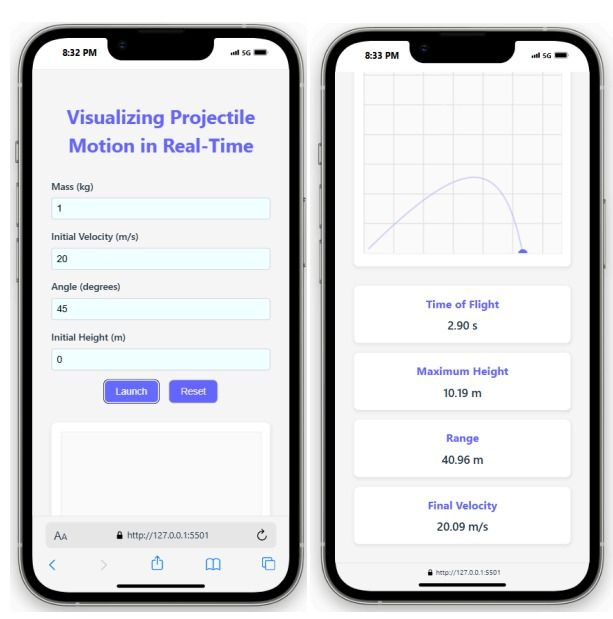 8:32 PM
5G
Visualizing Projectile
Motion in Real-Time
Mass (kg)
1
Initial Velocity (m/s)
20
Angle (degrees)
45
Initial Height (m)
0
Launch
Reset
AA
http://127.0.0.1:5501
8:33 PM
5G
Time of Flight
2.90 s
Maximum Height
10.19 m
Range
40.96 m
Final Velocity
20.09 m/s
http://127.0.0.1:5501